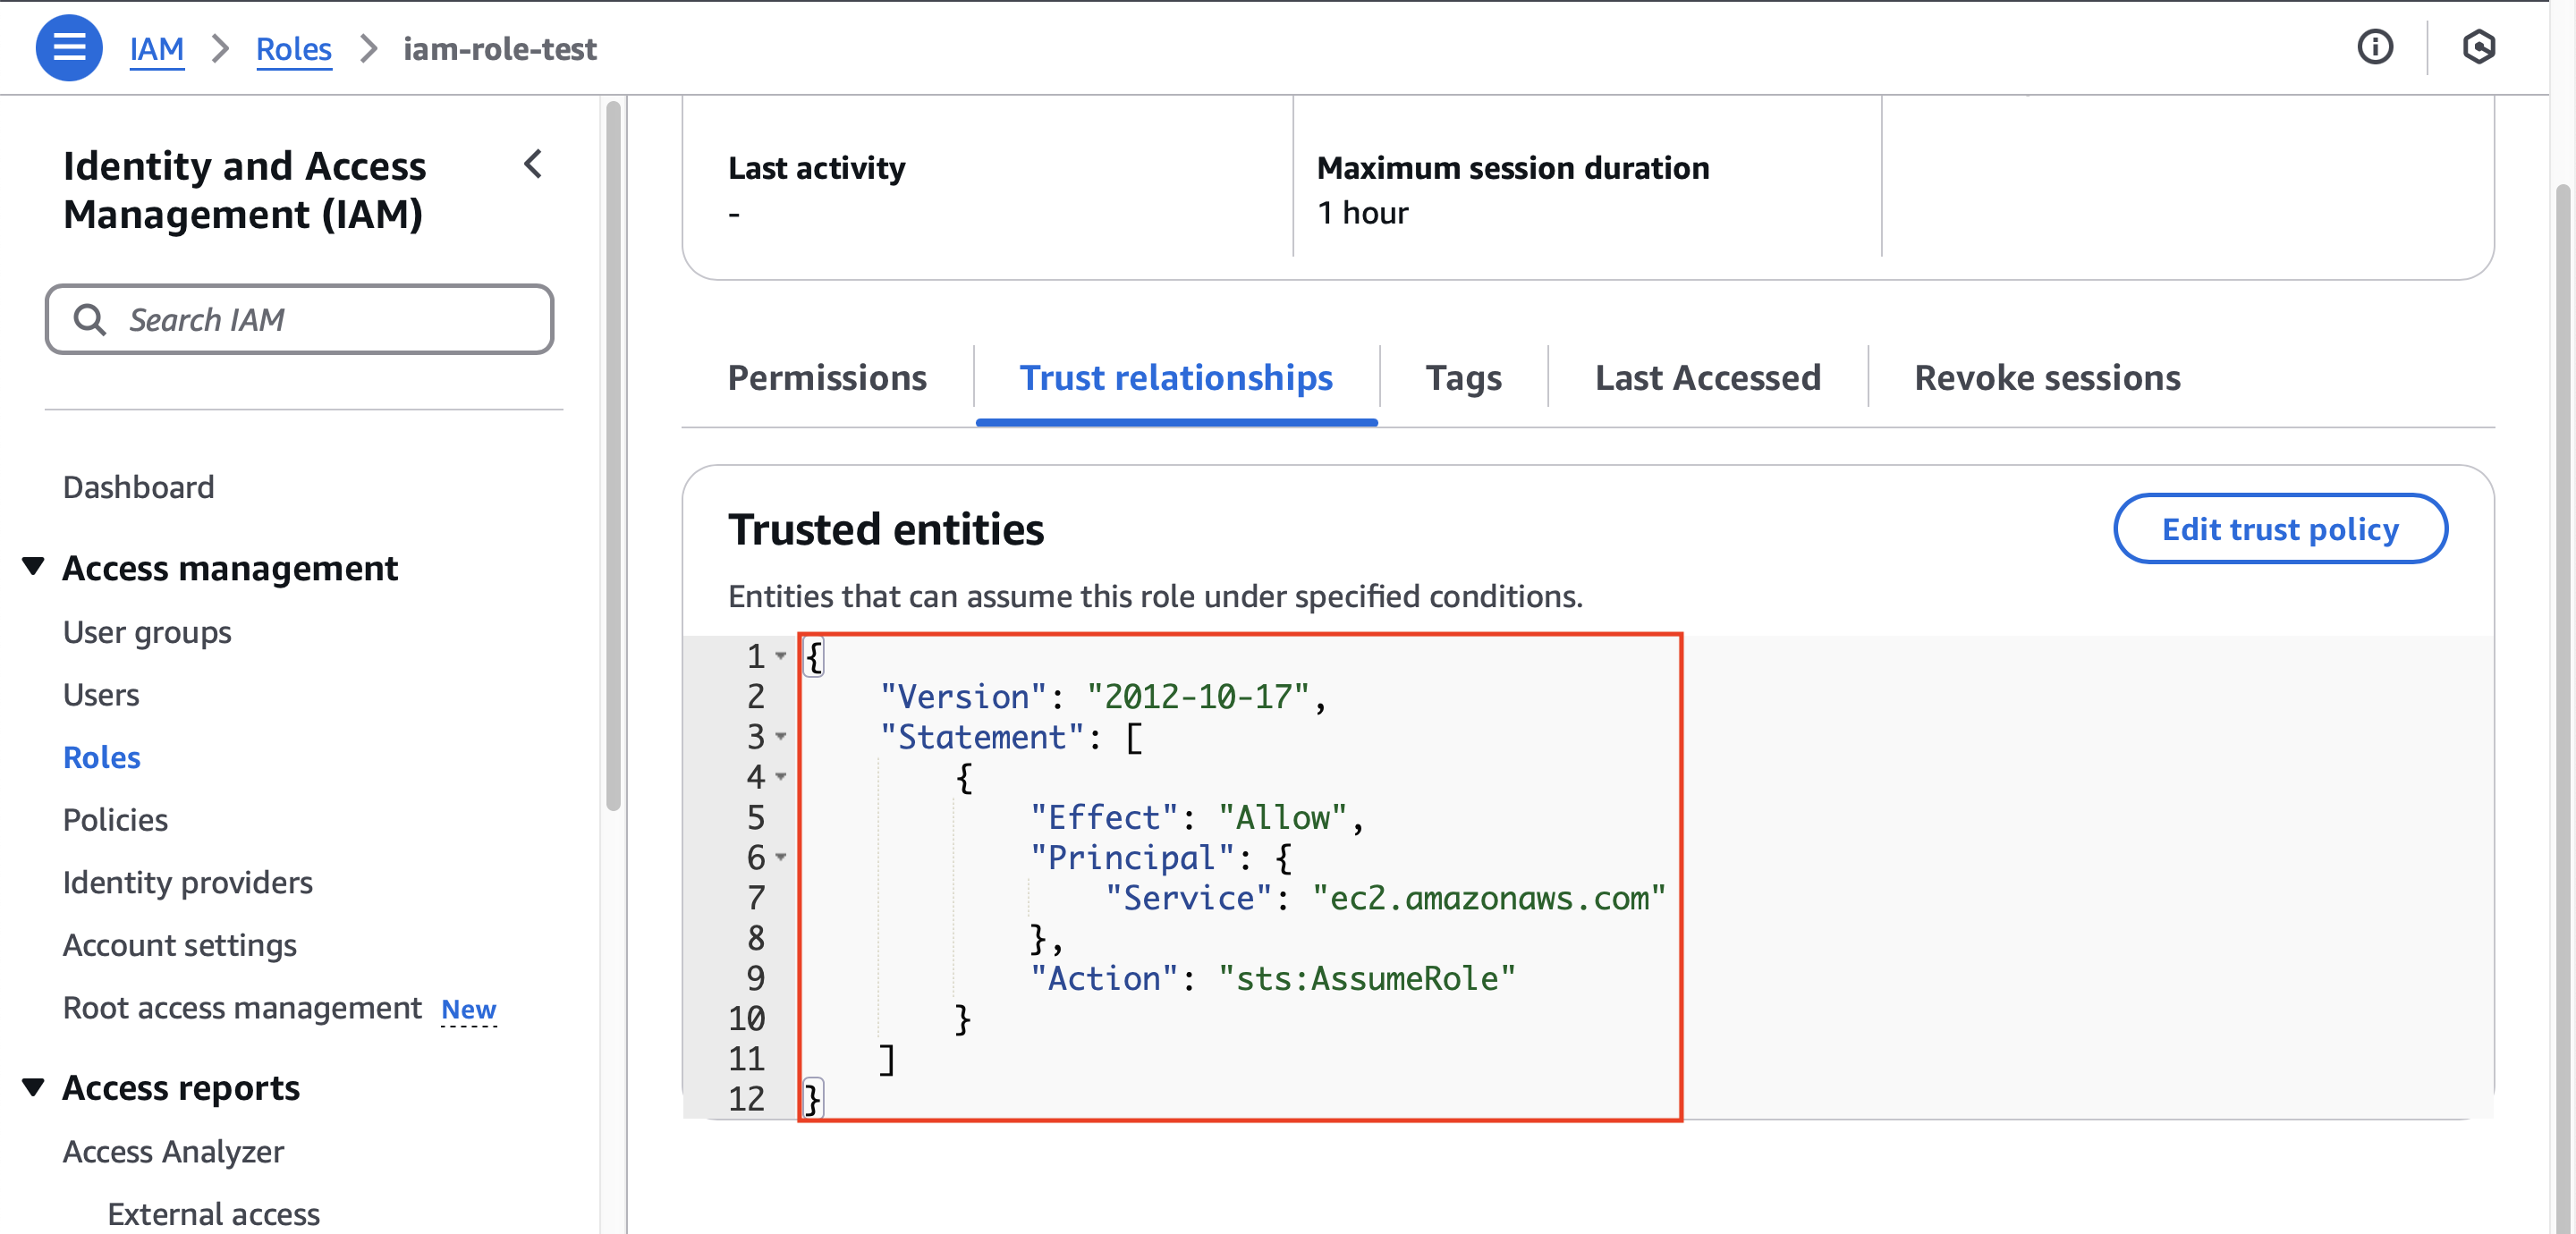 IAM > Roles > iam-role-test
Identity and Access
Management (IAM)
Search IAM
Dashboard
Access management
User groups
Users
Roles
Policies
Identity providers
Account settings
Root access management New
Access reports
Access Analyzer
External access
Last activity
-
Maximum session duration
1 hour
Permissions
Trust relationships
Tags
Last Accessed
Revoke sessions
Trusted entities
Edit trust policy
Entities that can assume this role under specified conditions.
1 {
2     "Version": "2012-10-17",
3     "Statement": [
4         {
5             "Effect": "Allow",
6             "Principal": {
7                 "Service": "ec2.amazonaws.com"
8             },
9             "Action": "sts:AssumeRole"
10         }
11     ]
12 }